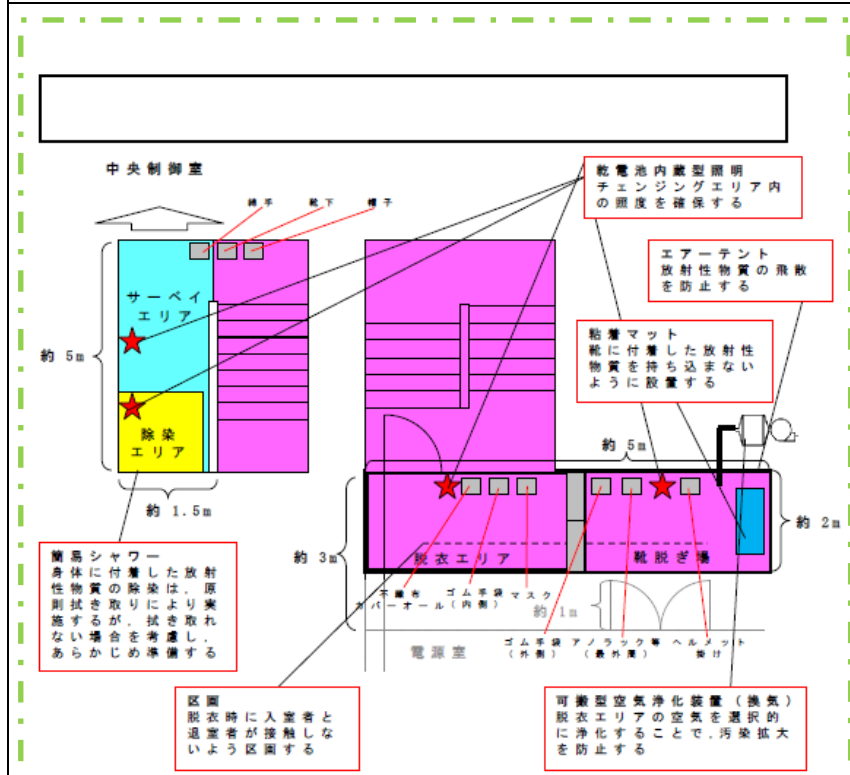 中央制御室
綿手
靴下
帽子
乾電池内蔵型照明
チェンジングエリア内
の照度を確保する
エアーテント
放射性物質の飛散
を防止する
サーベイ
エリア
粘着マット
靴に付着した放射性
物質を持ち込まない
ように設置する
約 5m
除染
エリア
約 1.5m
約 5m
約 2m
約 3m
脱衣エリア
靴脱ぎ場
簡易シャワー
身体に付着した放射
性物質の除染は，原
則拭き取りにより実
施するが，拭き取れ
ない場合を考慮し，
あらかじめ準備する
不織布
カバーオール
ゴム手袋
（内側）
マスク
約 1m
電源室
ゴム手袋
（外側）
アノラック等
（最外層）
ヘルメット
掛け
区画
脱衣時に入室者と
退室者が接触しな
いよう区画する
可搬型空気浄化装置（換気）
脱衣エリアの空気を選択的
に浄化することで，汚染拡大
を防止する